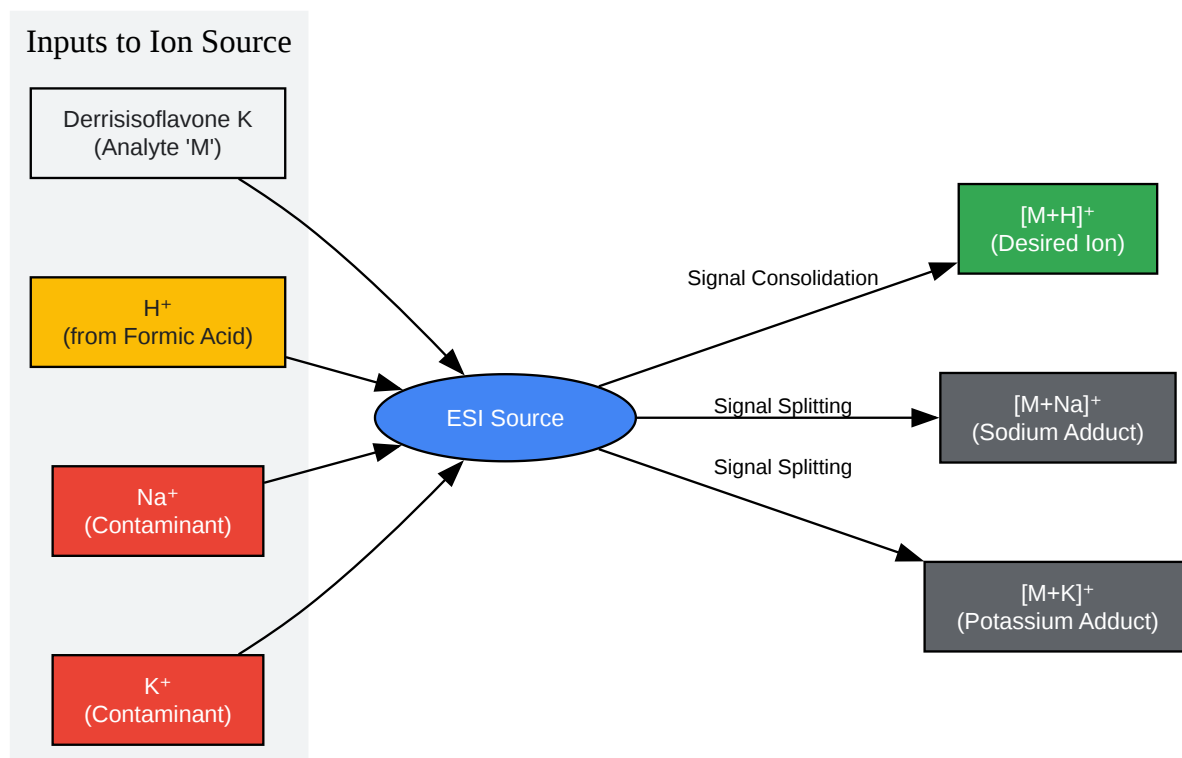 Inputs to Ion Source
Derrisisoflavone K
(Analyte 'M')
H⁺
(from Formic Acid)
Na⁺
(Contaminant)
K⁺
(Contaminant)
ESI Source
Signal Consolidation
Signal Splitting
Signal Splitting
[M+H]⁺
(Desired Ion)
[M+Na]⁺
(Sodium Adduct)
[M+K]⁺
(Potassium Adduct)